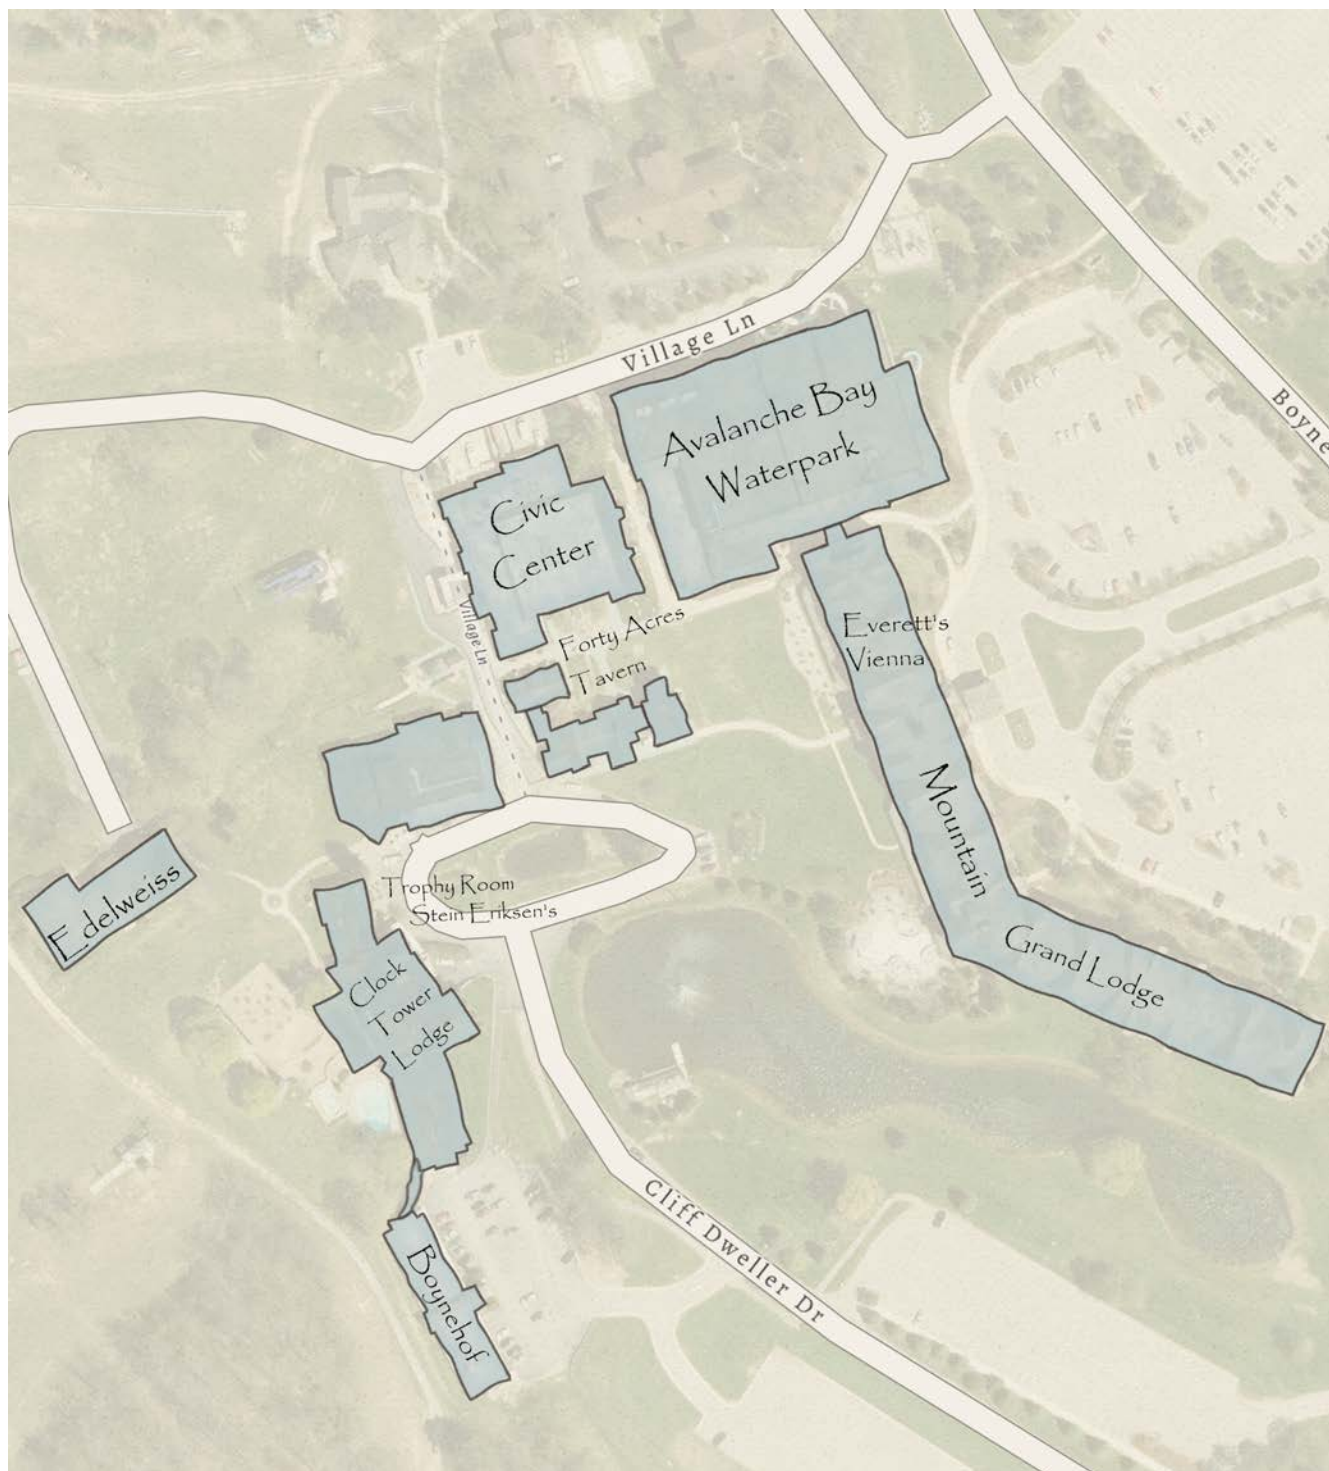 Village Ln
Boyne
Avalanche Bay
Waterpark
Civic
Center
Village Ln
Forty Acres
Tavern
Everett's
Vienna
Mountain
Grand Lodge
Edelweiss
Trophy Room
Stein Eriksen's
Clock
Tower
Lodge
Boynehof
Cliff Dweller Dr